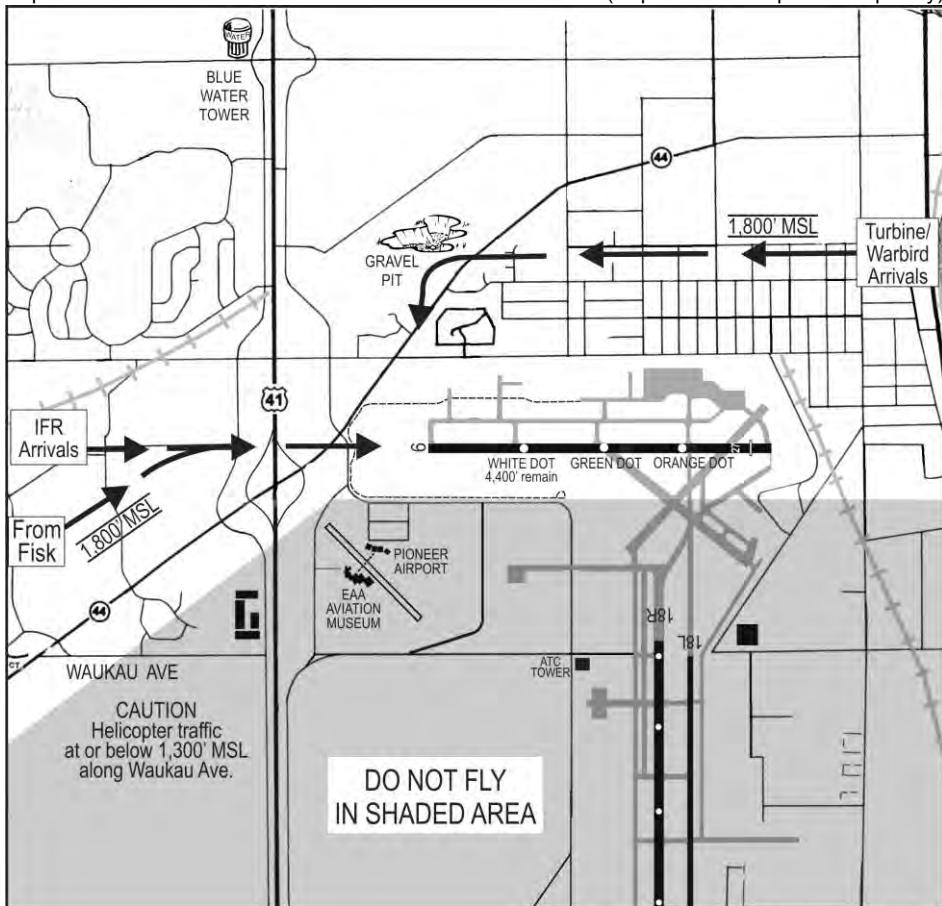 WATER
BLUE
WATER
TOWER
44
1,800' MSL
Turbine/
Warbird
Arrivals
GRAVEL
PIT
41
IFR
Arrivals
9
27
WHITE DOT
4,400' remain
GREEN DOT
ORANGE DOT
From
Fisk
1,800' MSL
PIONEER
AIRPORT
EAA
AVIATION
MUSEUM
44
18R
18L
CT.
WAUKAU AVE
ATC
TOWER
CAUTION
Helicopter traffic
at or below 1,300' MSL
along Waukau Ave.
DO NOT FLY
IN SHADED AREA